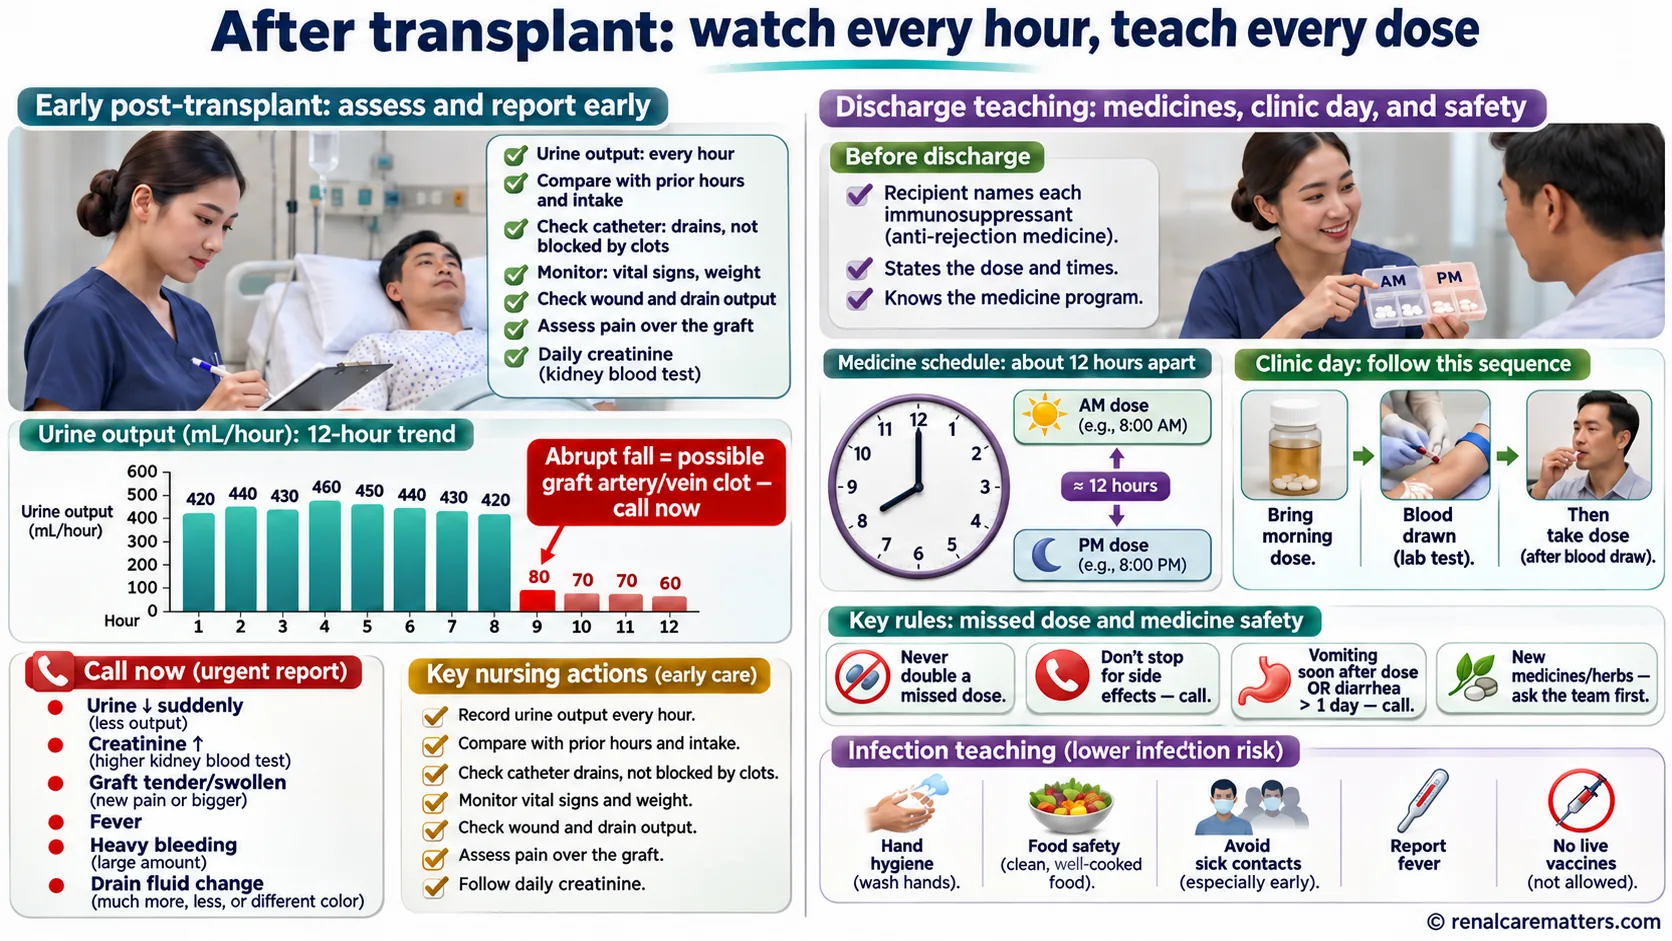 After transplant: watch every hour, teach every dose
Early post-transplant: assess and report early
Urine output: every hour
Compare with prior hours
and intake
Check catheter: drains, not
blocked by clots
Monitor: vital signs, weight
Check wound and drain output
Assess pain over the graft
Daily creatinine
(kidney blood test)
Urine output (mL/hour): 12-hour trend
Abrupt fall = possible
graft artery/vein clot —
call now
Urine output
(mL/hour)
600
500
400
300
200
100
0
420 440 430 460 450 440 430 420 80 70 70 60
Hour
1 2 3 4 5 6 7 8 9 10 11 12
Call now (urgent report)
Urine ↓ suddenly
(less output)
Creatinine ↑
(higher kidney blood test)
Graft tender/swollen
(new pain or bigger)
Fever
Heavy bleeding
(large amount)
Drain fluid change
(much more, less, or different color)
Key nursing actions (early care)
Record urine output every hour.
Compare with prior hours and intake.
Check catheter drains, not blocked by clots.
Monitor vital signs and weight.
Check wound and drain output.
Assess pain over the graft.
Follow daily creatinine.
Discharge teaching: medicines, clinic day, and safety
Before discharge
Recipient names each
immunosuppressant
(anti-rejection medicine).
States the dose and times.
Knows the medicine program.
AM PM
Medicine schedule: about 12 hours apart
12
1
2
3
4
5
6
7
8
9
10
11
AM dose
(e.g., 8:00 AM)
≈ 12 hours
PM dose
(e.g., 8:00 PM)
Clinic day: follow this sequence
Bring
morning
dose.
Blood
drawn
(lab test).
Then
take dose
(after blood draw).
Key rules: missed dose and medicine safety
Never
double a
missed dose.
Don't stop
for side
effects — call.
Vomiting
soon after dose
OR diarrhea
> 1 day — call.
New
medicines/herbs —
ask the team first.
Infection teaching (lower infection risk)
Hand
hygiene
(wash hands).
Food safety
(clean, well-cooked
food).
Avoid
sick contacts
(especially early).
Report
fever
No live
vaccines
(not allowed).
© renalcarematters.com